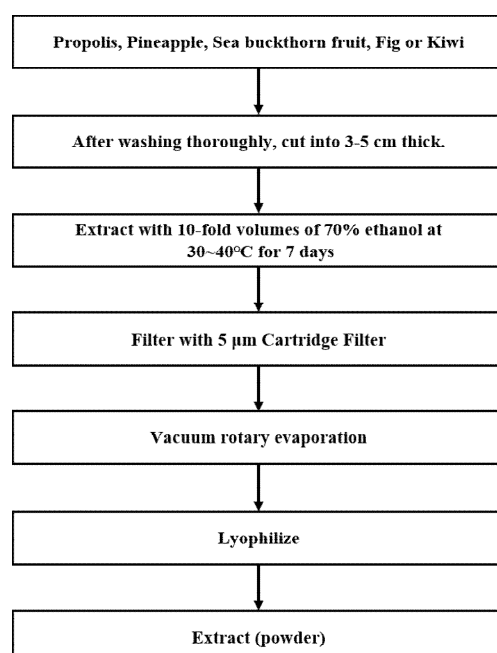 Propolis, Pineapple, Sea buckthorn fruit, Fig or Kiwi
After washing thoroughly, cut into 3-5 cm thick.
Extract with 10-fold volumes of 70% ethanol at
30~40°C for 7 days
Filter with 5 μm Cartridge Filter
Vacuum rotary evaporation
Lyophilize
Extract (powder)